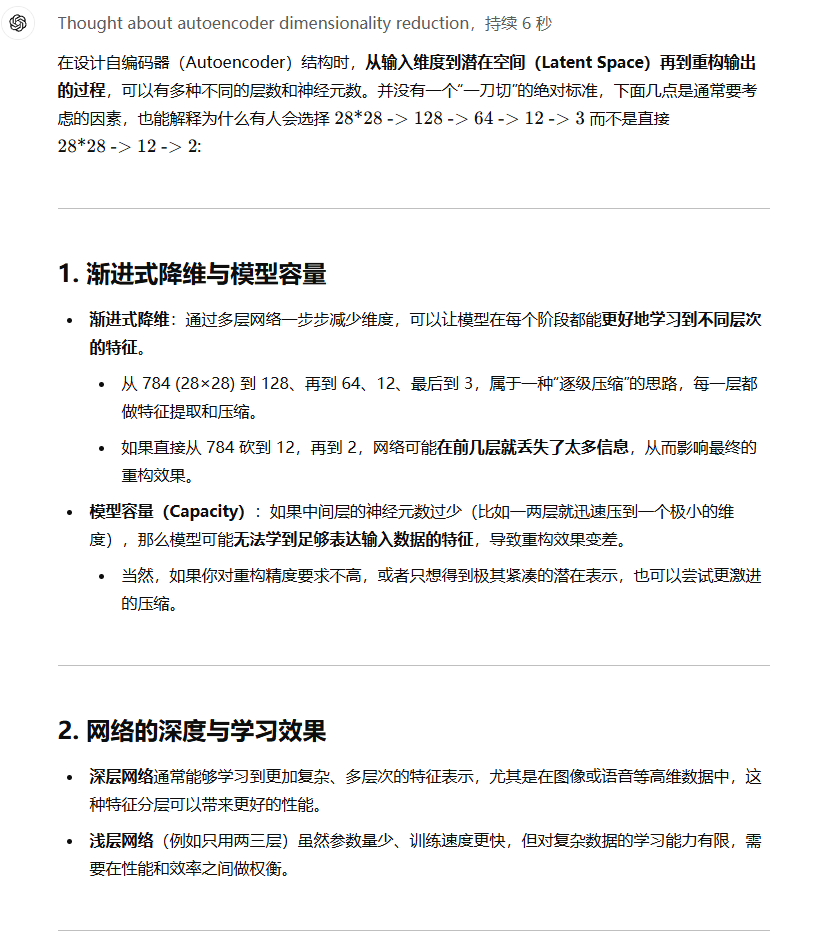 Thought about autoencoder dimensionality reduction，持续 6 秒
在设计自编码器（Autoencoder）结构时，从输入维度到潜在空间（Latent Space）再到重构输出
的过程，可以有多种不同的层数和神经元数。并没有一个“一刀切”的绝对标准，下面几点是通常要考
虑的因素，也能解释为什么有人会选择 28*28 -> 128 -> 64 -> 12 -> 3 而不是直接
28*28 -> 12 -> 2:
1. 渐进式降维与模型容量
• 渐进式降维：通过多层网络一步步减少维度，可以让模型在每个阶段都能更好地学习到不同层次
的特征。
• 从 784 (28×28) 到 128、再到 64、12、最后到 3，属于一种“逐级压缩”的思路，每一层都
做特征提取和压缩。
• 如果直接从 784 砍到 12，再到 2，网络可能在前几层就丢失了太多信息，从而影响最终的
重构效果。
• 模型容量（Capacity）：如果中间层的神经元数过少（比如一两层就迅速压到一个极小的维
度），那么模型可能无法学到足够表达输入数据的特征，导致重构效果变差。
• 当然，如果你对重构精度要求不高，或者只想得到极其紧凑的潜在表示，也可以尝试更激进
的压缩。
2. 网络的深度与学习效果
• 深层网络通常能够学习到更加复杂、多层次的特征表示，尤其是在图像或语音等高维数据中，这
种特征分层可以带来更好的性能。
• 浅层网络（例如只用两三层）虽然参数量少、训练速度更快，但对复杂数据的学习能力有限，需
要在性能和效率之间做权衡。